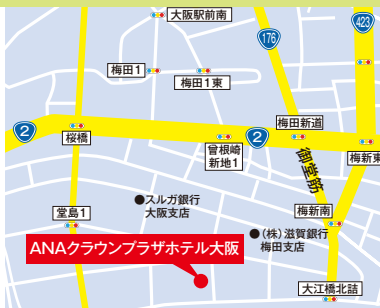 大阪駅前南
423
176
梅田1
梅田1東
2
桜橋
曾根崎
新地1
2
梅田新道
梅新東
御堂筋
スルガ銀行
大阪支店
堂島1
梅新南
(株)滋賀銀行
梅田支店
ANAクラウンプラザホテル大阪
大江橋北詰